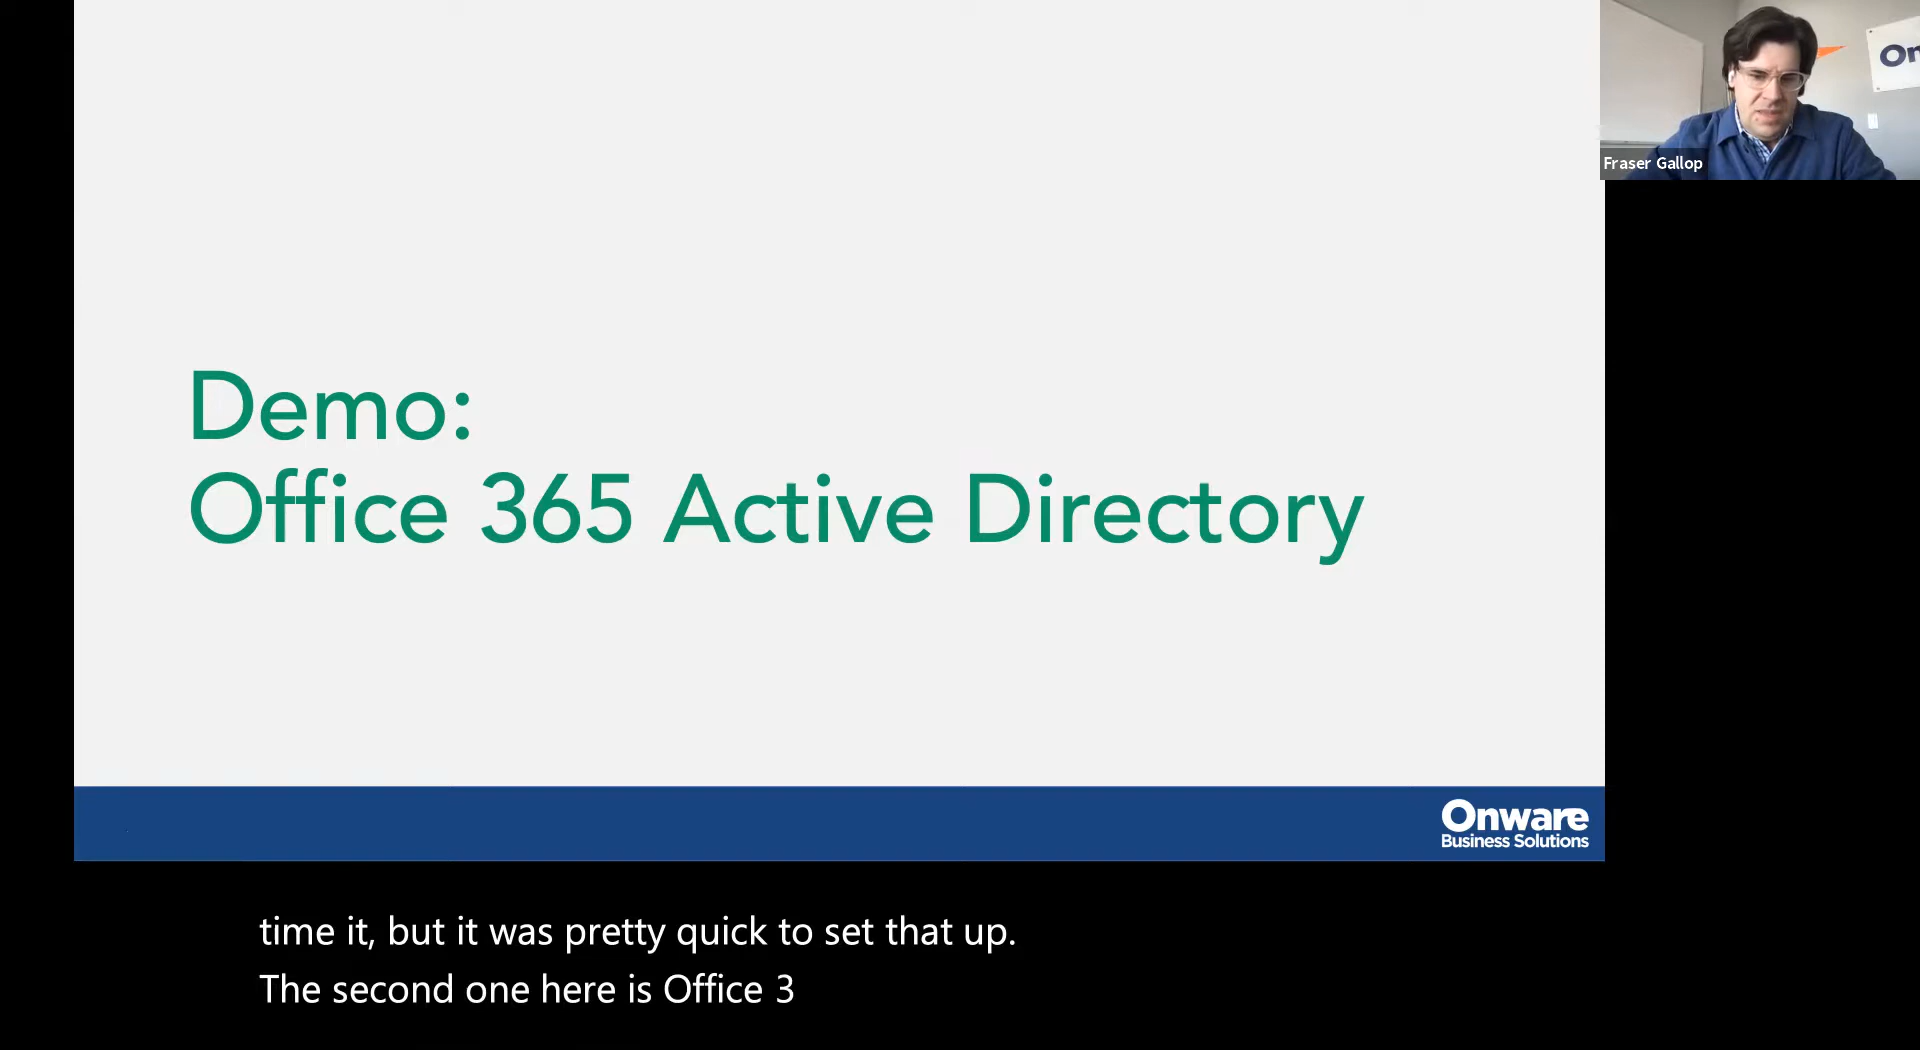 On
Fraser Gallop
Demo:
Office 365 Active Directory
Onware
Business Solutions
time it, but it was pretty quick to set that up.
The second one here is Office 3